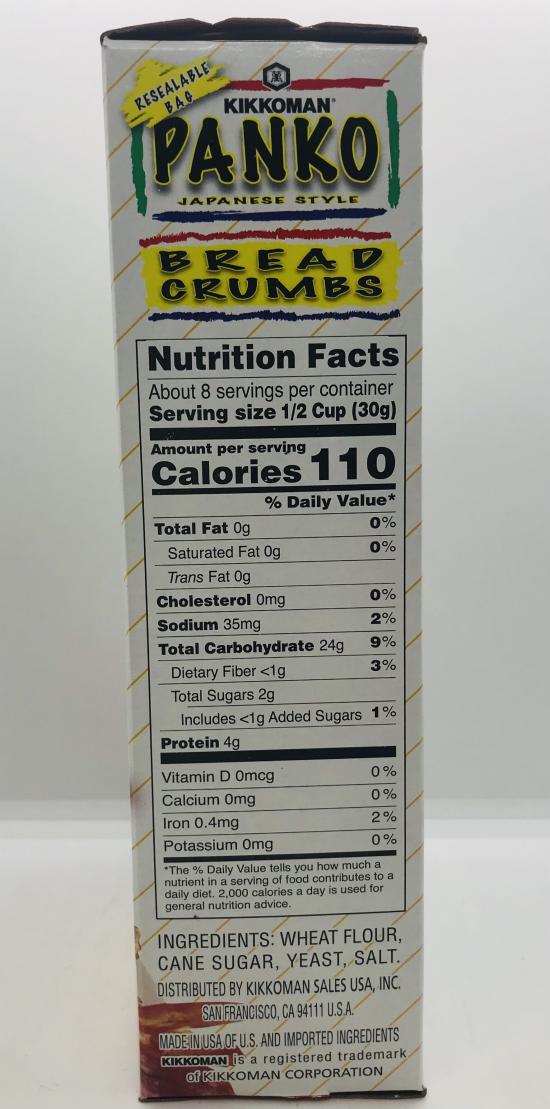 RESEALABLE
BAG
萬
KIKKOMAN®
PANKO
JAPANESE STYLE
BREAD
CRUMBS
Nutrition Facts
About 8 servings per container
Serving size 1/2 Cup (30g)
Amount per serving
Calories 110
% Daily Value*
Total Fat 0g 0%
Saturated Fat 0g 0%
Trans Fat 0g
Cholesterol 0mg 0%
Sodium 35mg 2%
Total Carbohydrate 24g 9%
Dietary Fiber <1g 3%
Total Sugars 2g
Includes <1g Added Sugars 1%
Protein 4g
Vitamin D 0mcg 0%
Calcium 0mg 0%
Iron 0.4mg 2%
Potassium 0mg 0%
*The % Daily Value tells you how much a
nutrient in a serving of food contributes to a
daily diet. 2,000 calories a day is used for
general nutrition advice.
INGREDIENTS: WHEAT FLOUR,
CANE SUGAR, YEAST, SALT.
DISTRIBUTED BY KIKKOMAN SALES USA, INC.
SAN FRANCISCO, CA 94111 U.S.A.
MADE IN USA OF U.S. AND IMPORTED INGREDIENTS
KIKKOMAN is a registered trademark
of KIKKOMAN CORPORATION